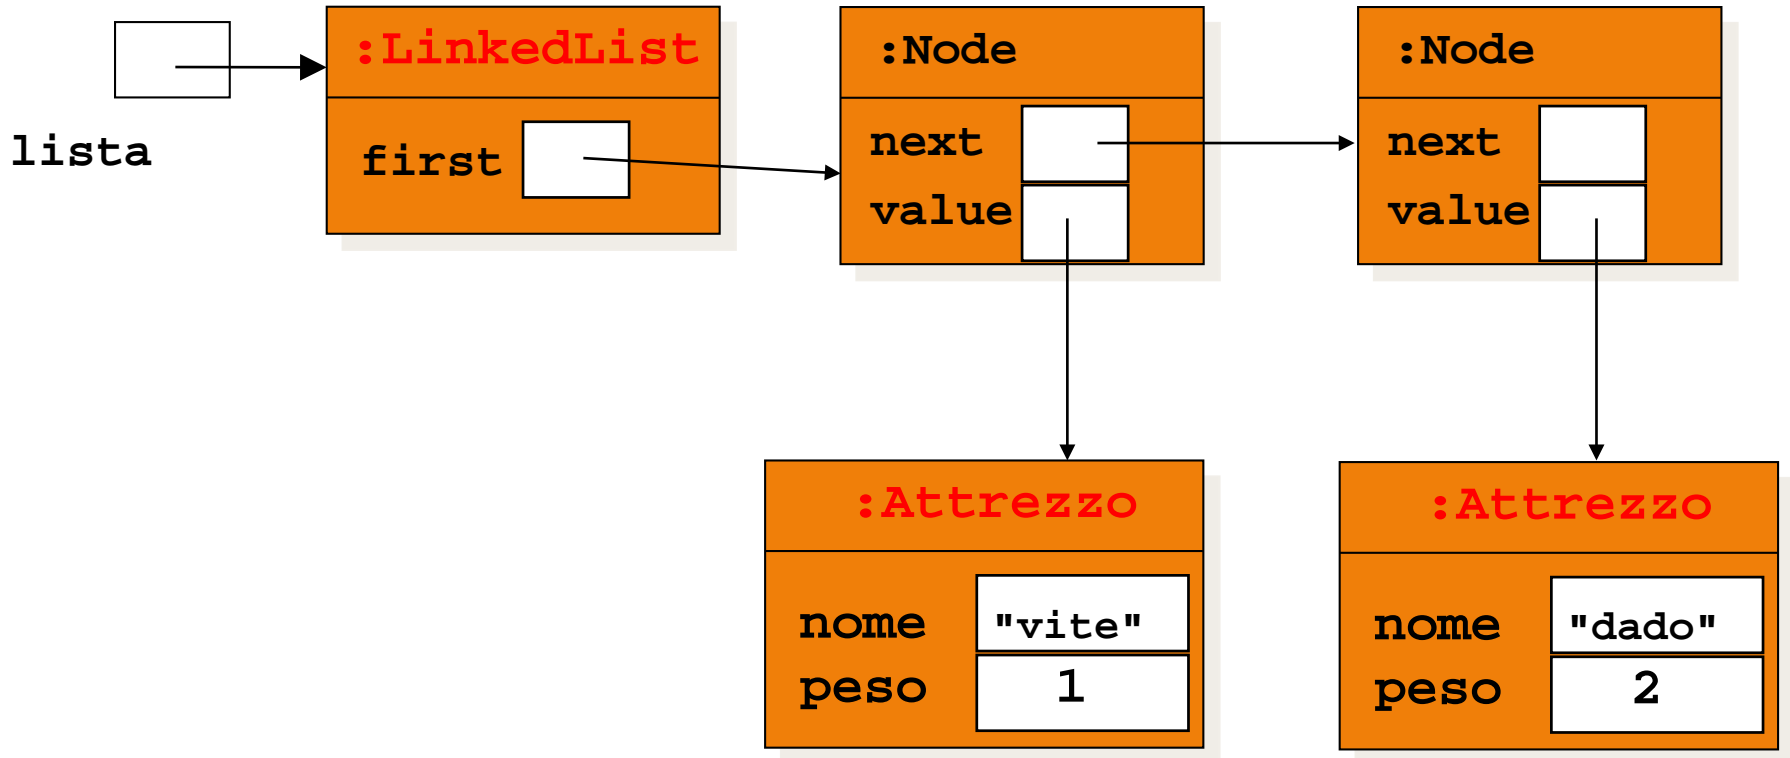 :LinkedList
:Node
:Node
lista
first
next
value
next
value
:Attrezzo
:Attrezzo
nome "vite"
peso 1
nome "dado"
peso 2